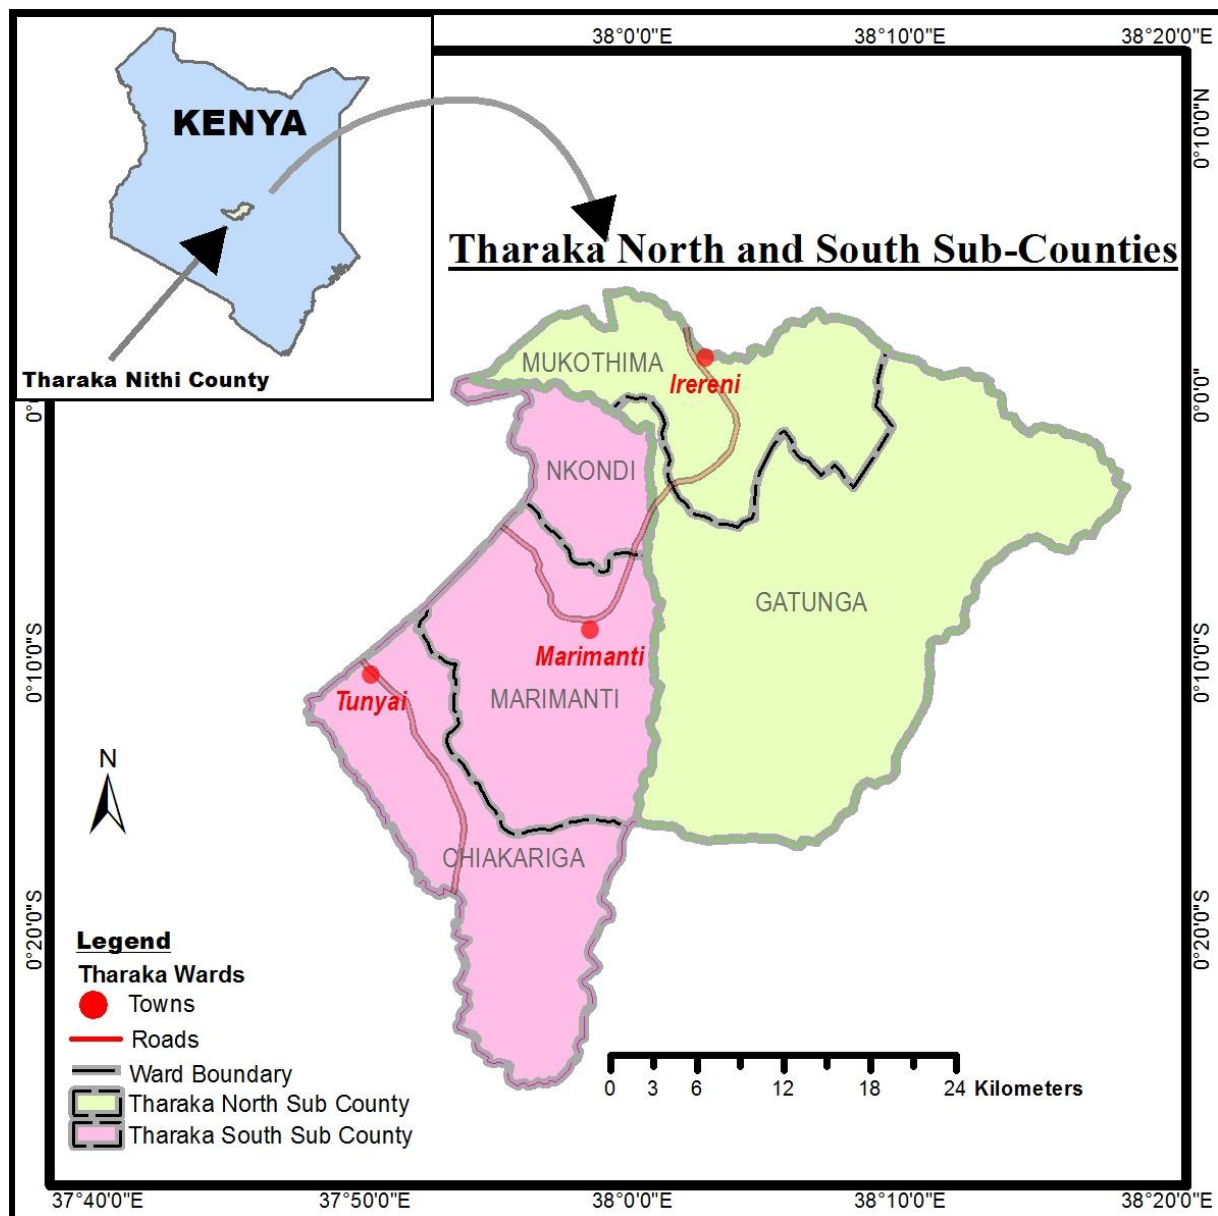 38°0'0"E
38°10'0"E
38°20'0"E
KENYA
Tharaka Nithi County
Tharaka North and South Sub-Counties
0°10'0"N
0°0'0"
0°10'0"S
0°20'0"S
0°
0°10'0"S
0°20'0"S
MUKOTHIMA
Irereni
NKONDI
GATUNGA
Marimanti
MARIMANTI
Tunyai
CHIAKARIGA
N
Legend
Tharaka Wards
Towns
Roads
Ward Boundary
Tharaka North Sub County
Tharaka South Sub County
0 3 6 12 18 24 Kilometers
37°40'0"E
37°50'0"E
38°0'0"E
38°10'0"E
38°20'0"E